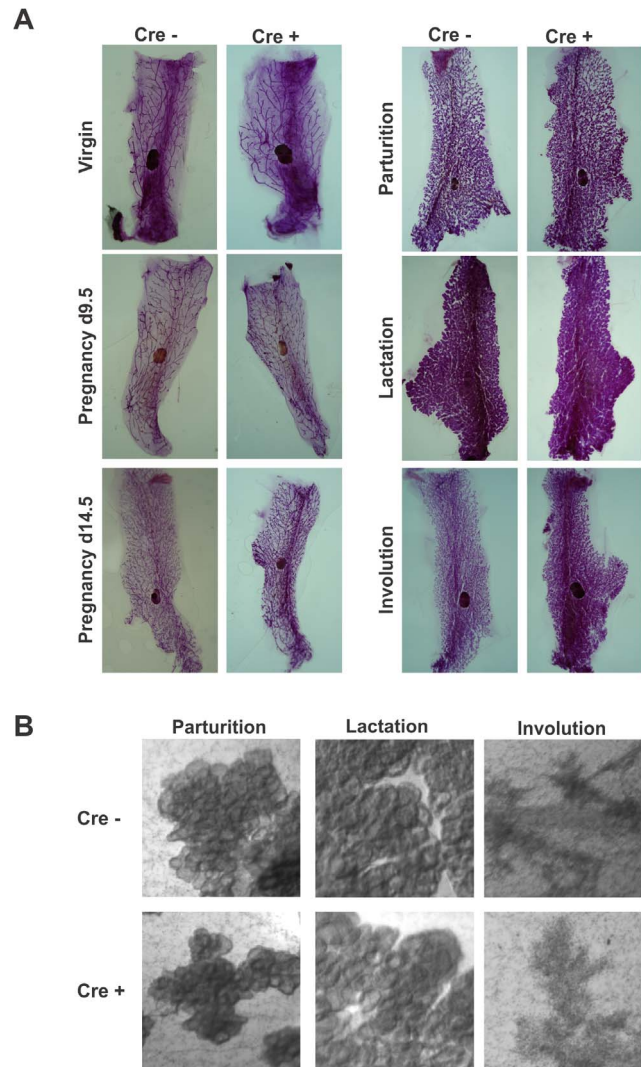 A
Cre -
Cre +
Cre -
Cre +
Virgin
Parturition
Pregnancy d9.5
Lactation
Pregnancy d14.5
Involution
B
Parturition
Lactation
Involution
Cre -
Cre +